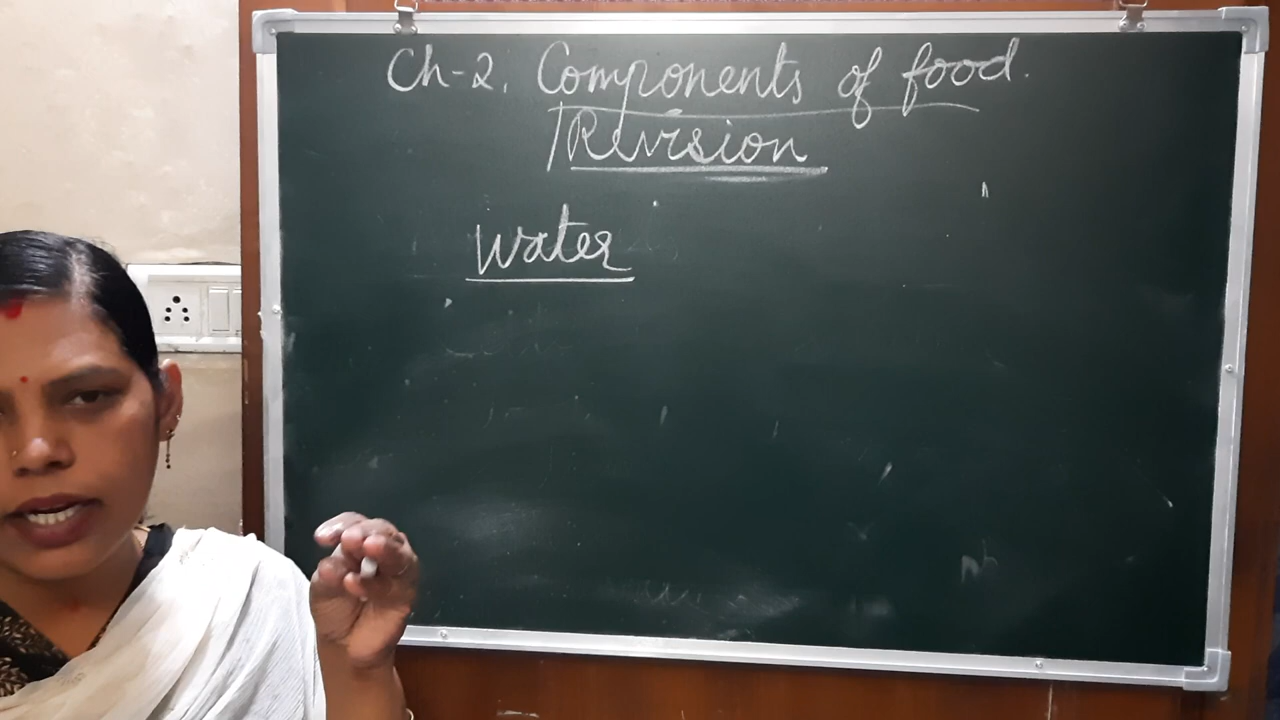 Ch-2. Components of food.
Revision
water